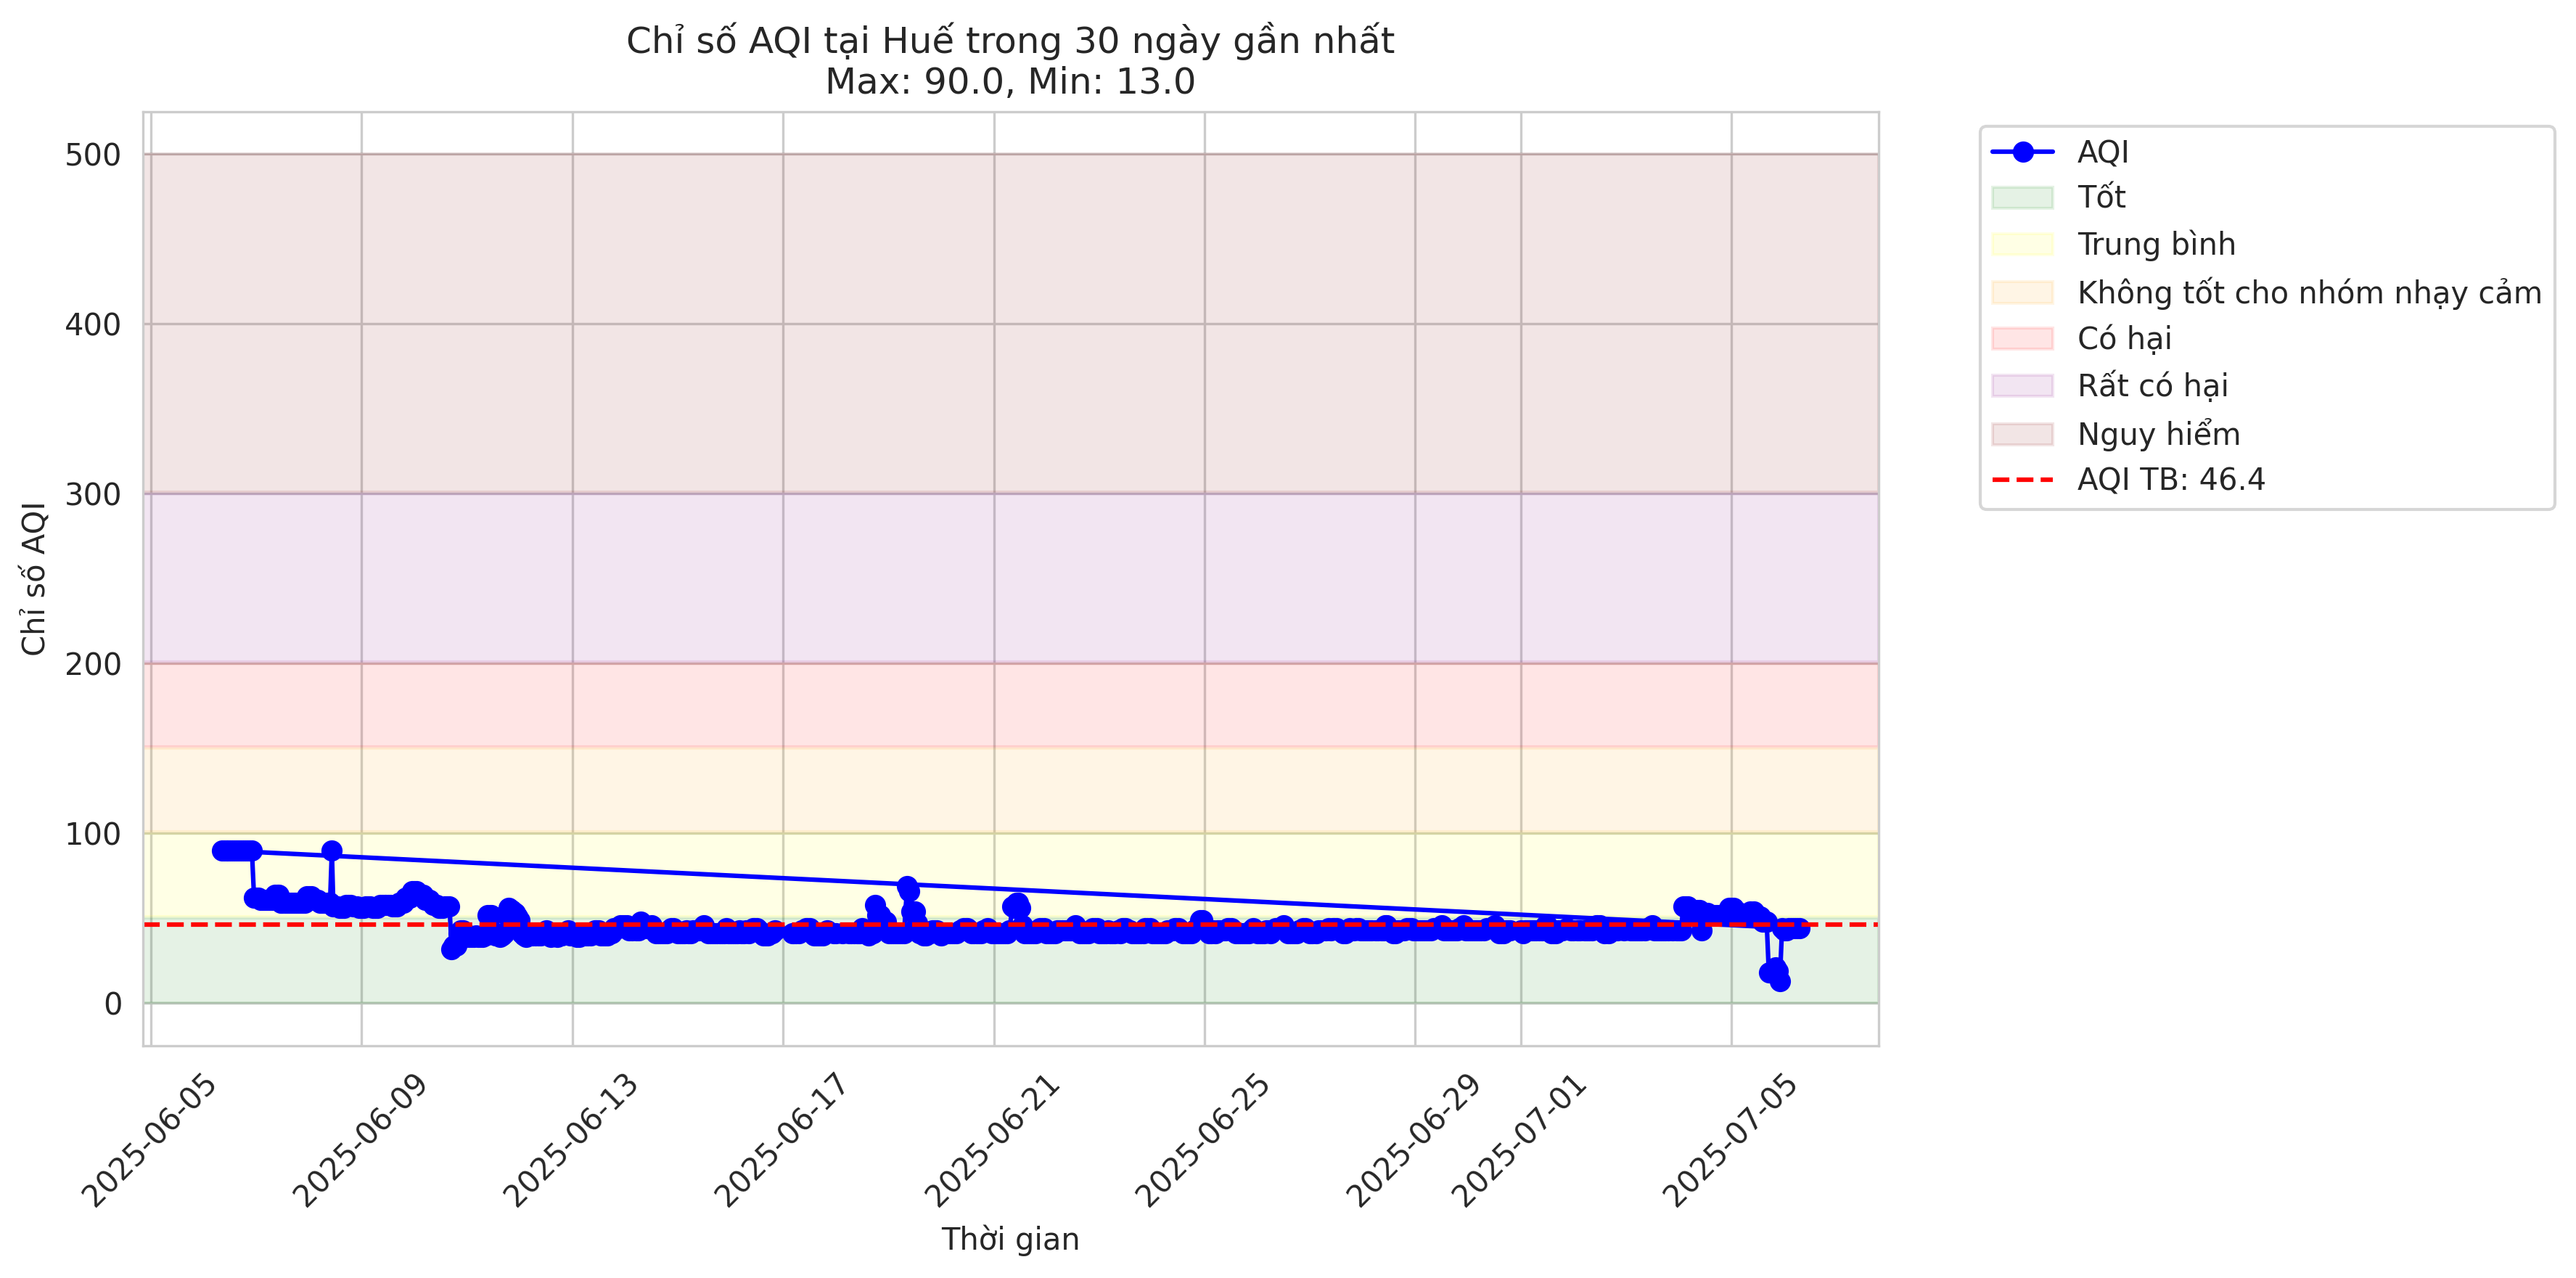 Chỉ số AQI tại Huế trong 30 ngày gần nhất
Max: 90.0, Min: 13.0
Chỉ số AQI
500
400
300
200
100
0
2025-06-05
2025-06-09
2025-06-13
2025-06-17
2025-06-21
2025-06-25
2025-06-29
2025-07-01
2025-07-05
Thời gian
AQI
Tốt
Trung bình
Không tốt cho nhóm nhạy cảm
Có hại
Rất có hại
Nguy hiểm
AQI TB: 46.4